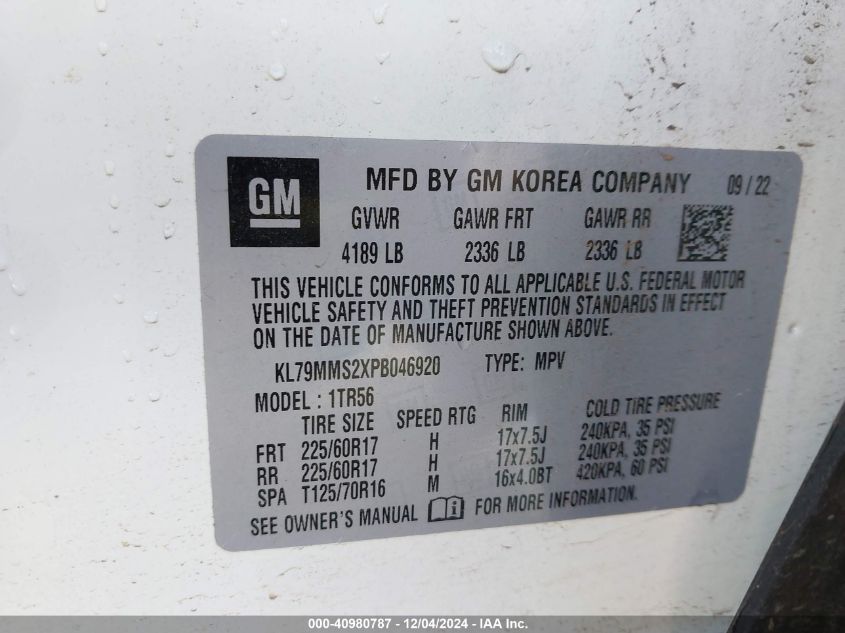 GM
MFD BY GM KOREA COMPANY 09/22
GVWR GAWR FRT GAWR RR
4189 LB 2336 LB 2336 LB
THIS VEHICLE CONFORMS TO ALL APPLICABLE U.S. FEDERAL MOTOR
VEHICLE SAFETY AND THEFT PREVENTION STANDARDS IN EFFECT
ON THE DATE OF MANUFACTURE SHOWN ABOVE.
KL79MMS2XPB046920 TYPE: MPV
MODEL: 1TR56
TIRE SIZE SPEED RTG RIM COLD TIRE PRESSURE
FRT 225/60R17 H 17x7.5J 240KPA, 35 PSI
RR 225/60R17 H 17x7.5J 240KPA, 35 PSI
SPA T125/70R16 M 16x4.0BT 420KPA, 60 PSI
SEE OWNER'S MANUAL i FOR MORE INFORMATION.
000-40980787 - 12/04/2024 - IAA Inc.